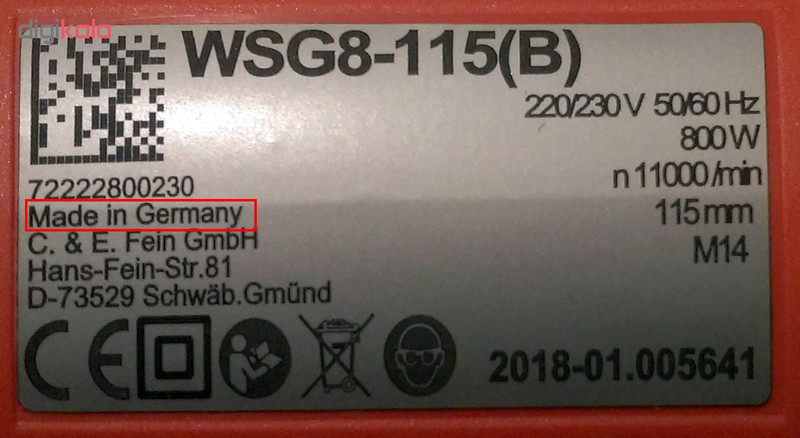 digikala
WSG8-115(B)
220/230 V 50/60 Hz
800 W
n 11000 /min
115 mm
M14
72222800230
Made in Germany
C. & E. Fein GmbH
Hans-Fein-Str.81
D-73529 Schwäb.Gmünd
CE
2018-01.005641